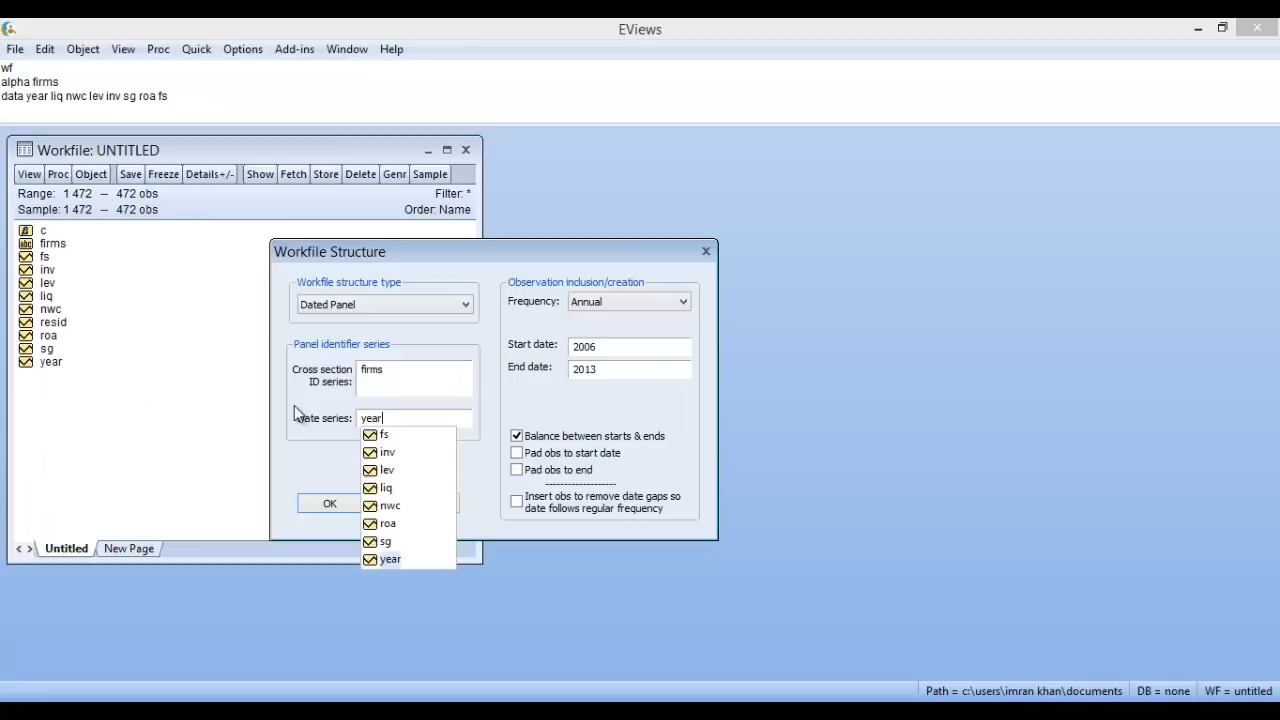 EViews
File Edit Object View Proc Quick Options Add-ins Window Help
wf
alpha firms
data year liq nwc lev inv sg roa fs
Workfile: UNTITLED
View Proc Object Save Freeze Details+/- Show Fetch Store Delete Genr Sample
Range: 1 472 -- 472 obs Filter: *
Sample: 1 472 -- 472 obs Order: Name
c
firms
fs
inv
lev
liq
nwc
resid
roa
sg
year
Untitled New Page
Workfile Structure
Workfile structure type
Dated Panel
Panel identifier series
Cross section
ID series:
firms
ate series: year
fs
inv
lev
liq
nwc
roa
sg
year
OK
Observation inclusion/creation
Frequency: Annual
Start date: 2006
End date: 2013
Balance between starts & ends
Pad obs to start date
Pad obs to end
--------------------
Insert obs to remove date gaps so
date follows regular frequency
Path = c:\users\imran khan\documents DB = none WF = untitled